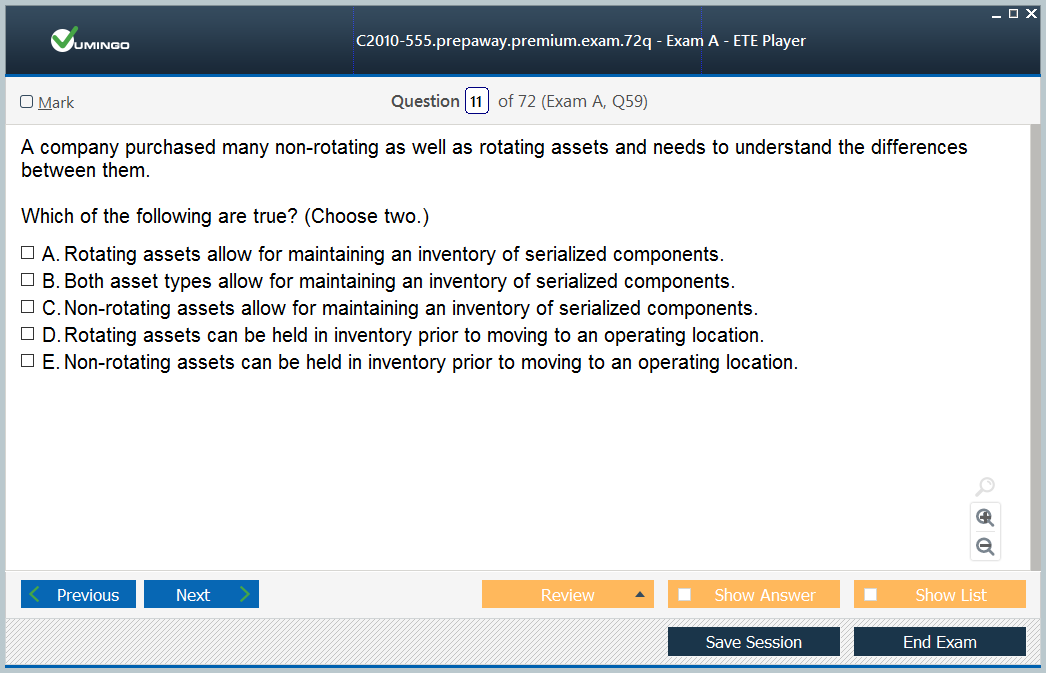 VUMINGO
C2010-555.prepaway.premium.exam.72q - Exam A - ETE Player
Mark
Question 11 of 72 (Exam A, Q59)
A company purchased many non-rotating as well as rotating assets and needs to understand the differences
between them.
Which of the following are true? (Choose two.)
A. Rotating assets allow for maintaining an inventory of serialized components.
B. Both asset types allow for maintaining an inventory of serialized components.
C. Non-rotating assets allow for maintaining an inventory of serialized components.
D. Rotating assets can be held in inventory prior to moving to an operating location.
E. Non-rotating assets can be held in inventory prior to moving to an operating location.
Previous Next Review Show Answer Show List
Save Session End Exam